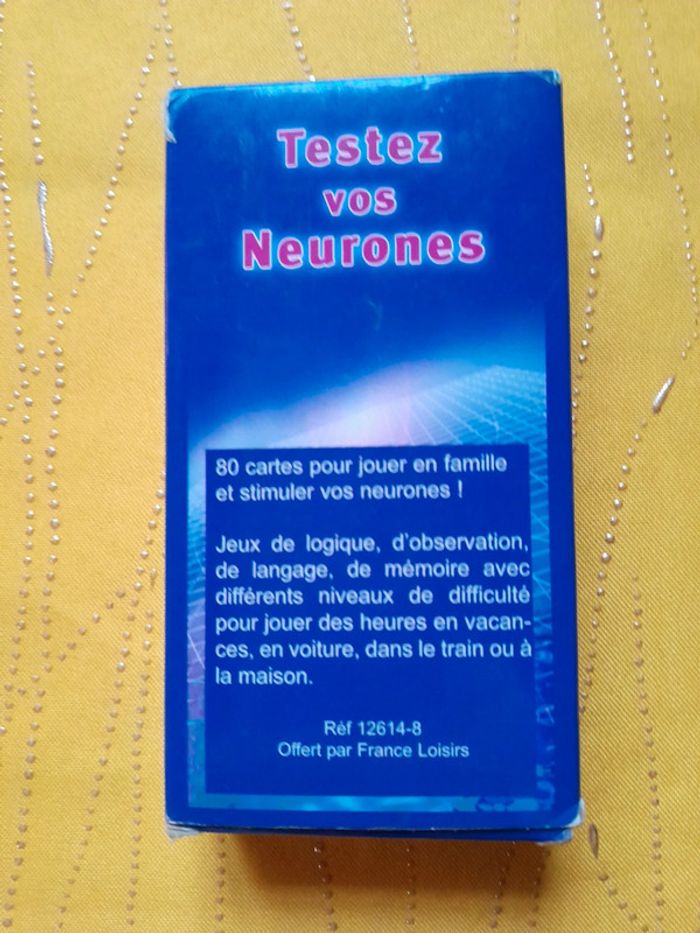 Testez
vos
Neurones
80 cartes pour jouer en famille
et stimuler vos neurones !
Jeux de logique, d'observation,
de langage, de mémoire avec
différents niveaux de difficulté
pour jouer des heures en vacan-
ces, en voiture, dans le train ou à
la maison.
Réf 12614-8
Offert par France Loisirs